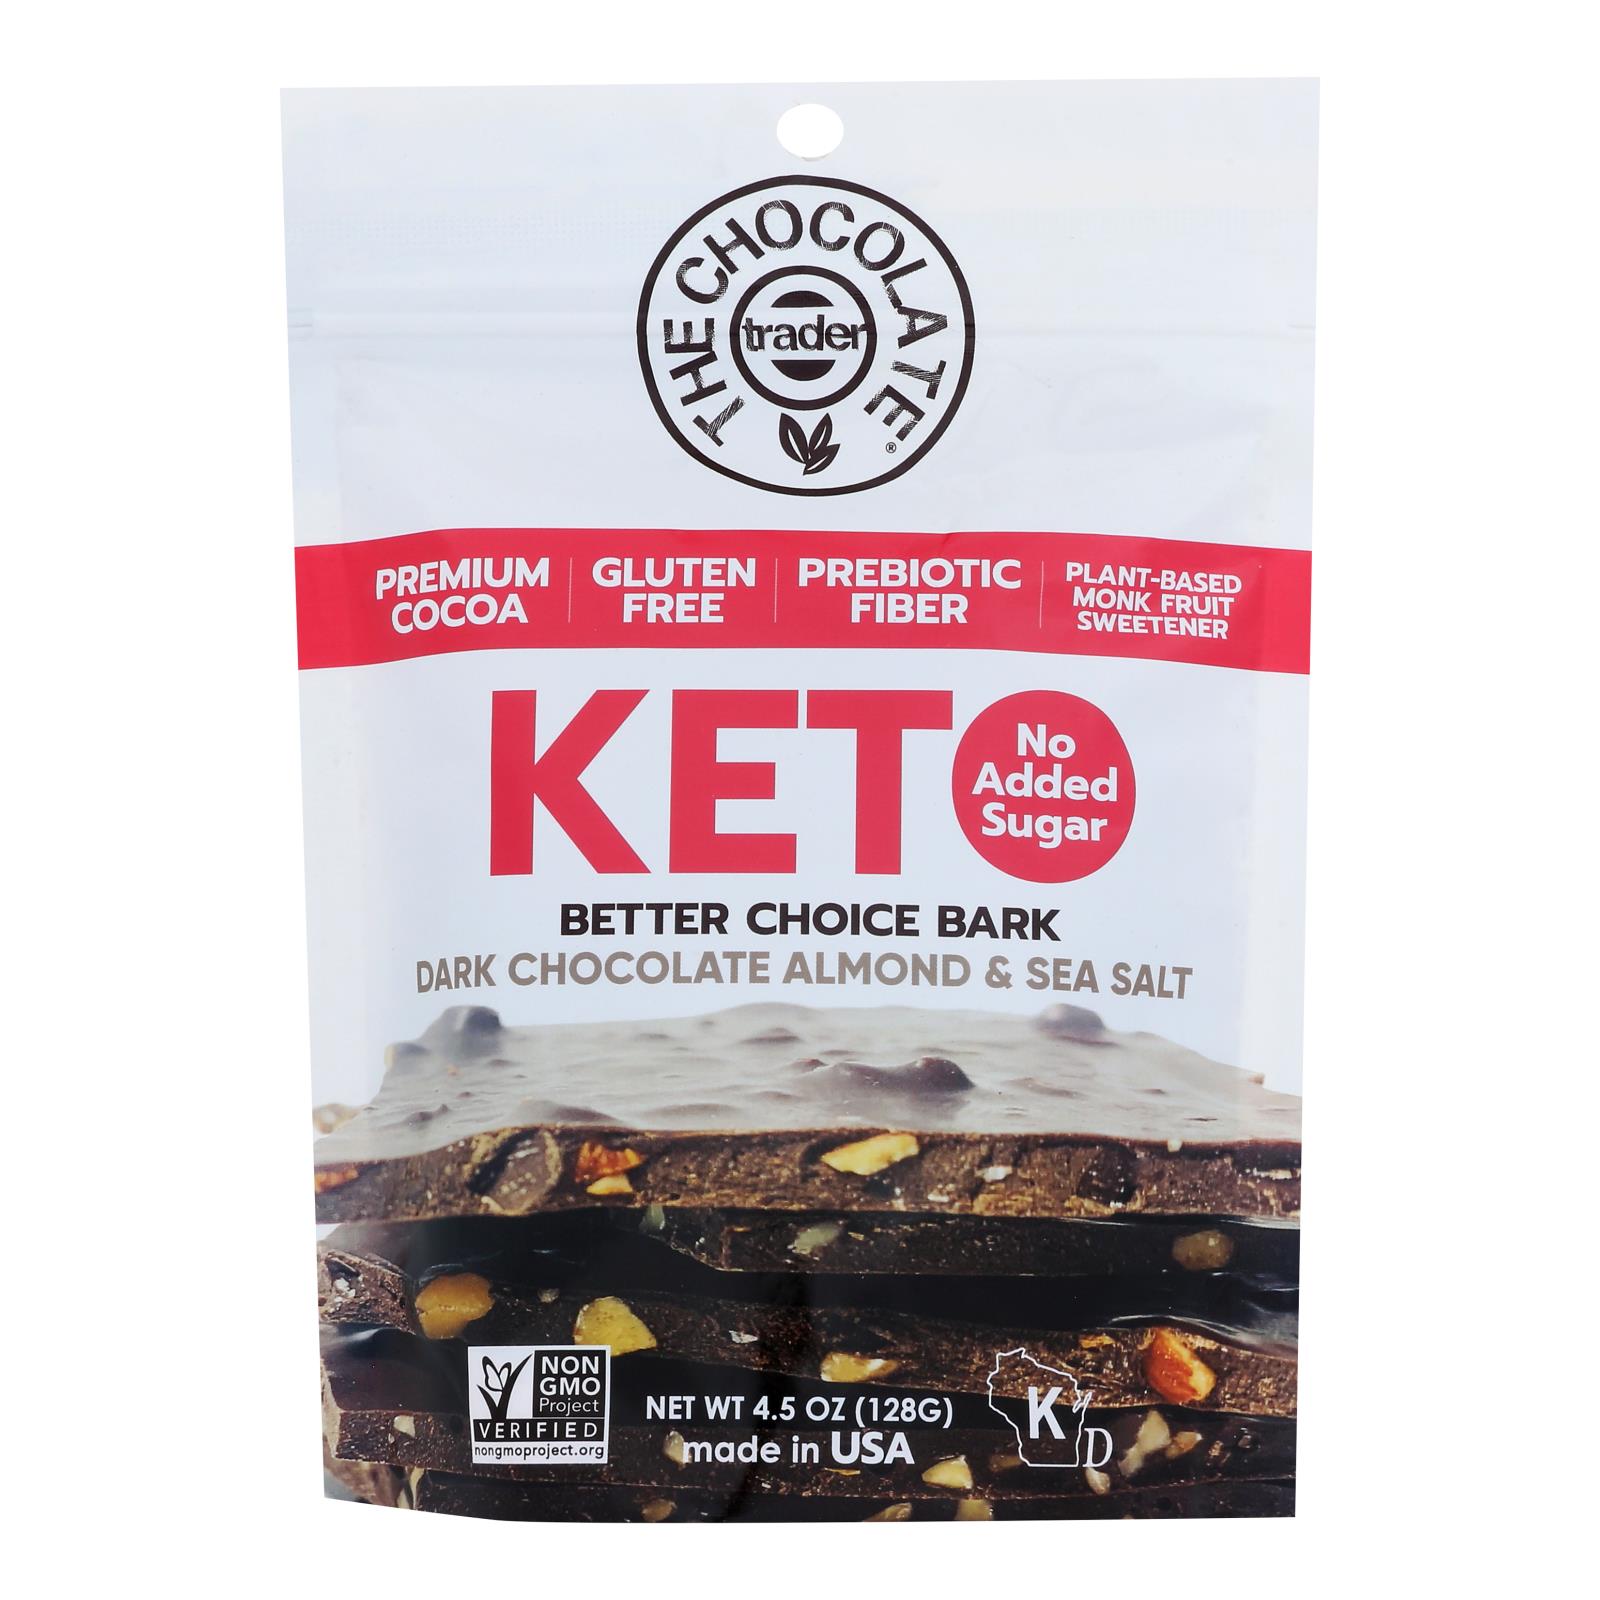 THE CHOCOLATE
trader
®
PREMIUM
COCOA
GLUTEN
FREE
PREBIOTIC
FIBER
PLANT-BASED
MONK FRUIT
SWEETENER
KETO
No
Added
Sugar
BETTER CHOICE BARK
DARK CHOCOLATE ALMOND & SEA SALT
NON
GMO
Project
VERIFIED
nongmoproject.org
NET WT 4.5 OZ (128G)
made in USA
K
D